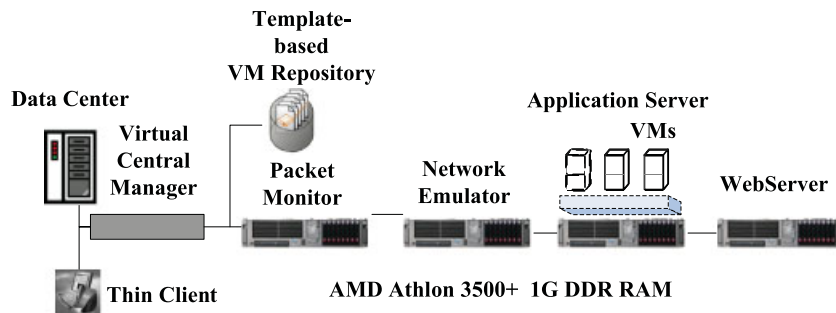 Template-
based
VM Repository
Data Center
Virtual
Central
Manager
Packet
Monitor
Network
Emulator
Application Server
VMs
WebServer
Thin Client
AMD Athlon 3500+ 1G DDR RAM